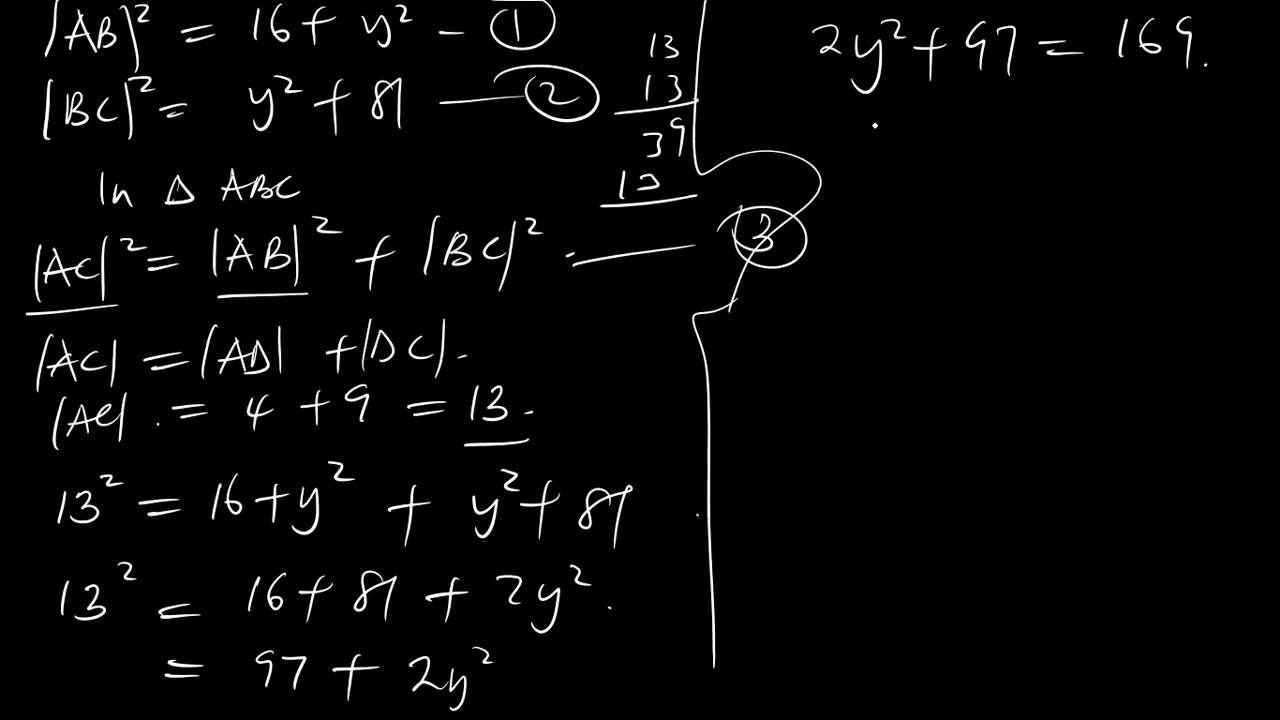 |AB|² = 16 + y² - ①
|BC|² = y² + 81 — ②
In Δ ABC
|AC|² = |AB|² + |BC|² — ③
|AC| = |AD| + |DC|.
|AC| . = 4 + 9 = 13.
13² = 16 + y² + y² + 81
13² = 16 + 81 + 2y².
= 97 + 2y²
13
13
39
13
2y² + 97 = 169.